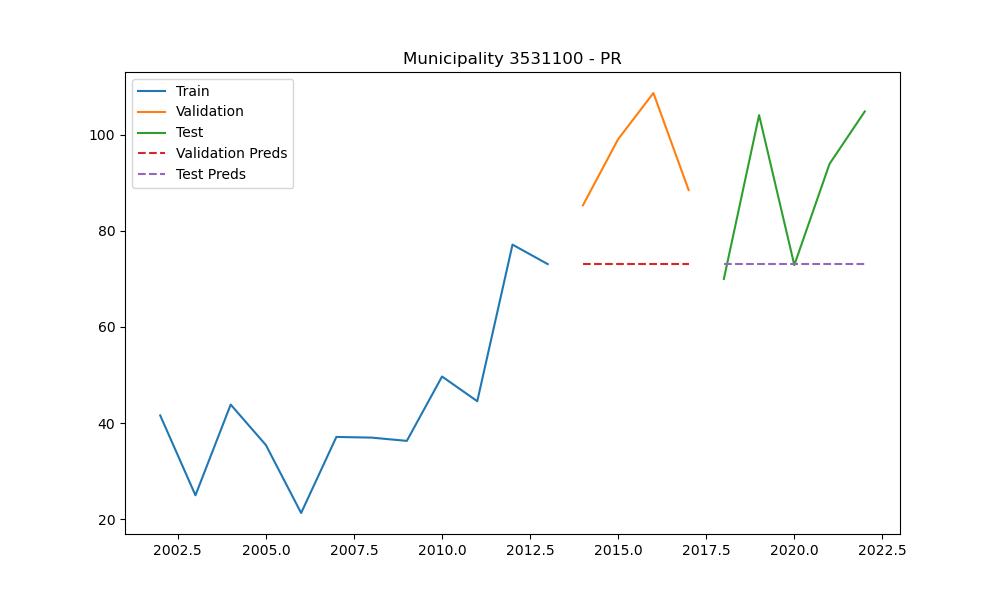 Municipality 3531100 - PR
Train
Validation
Test
Validation Preds
Test Preds
100
80
60
40
20
2002.5 2005.0 2007.5 2010.0 2012.5 2015.0 2017.5 2020.0 2022.5